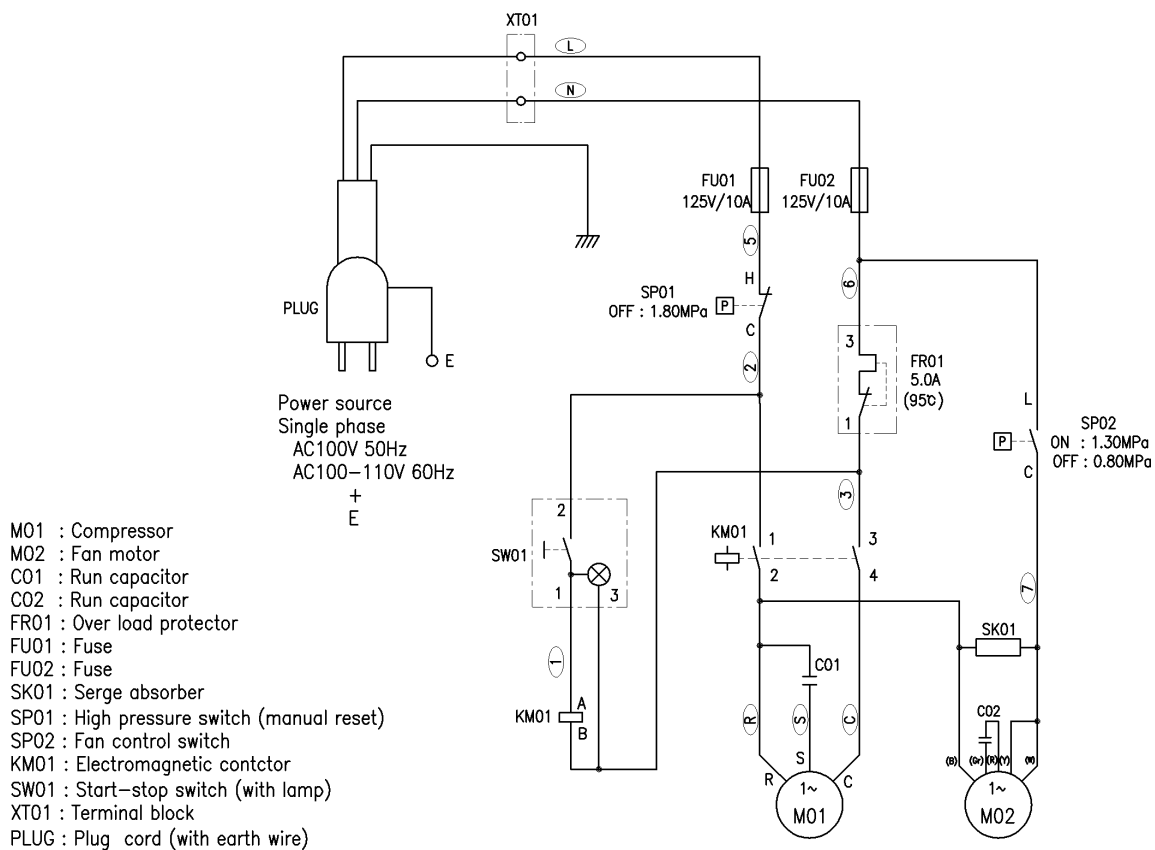 XT01
L
N
FU01
125V/10A
FU02
125V/10A
5
H
SP01
OFF : 1.80MPa
P
C
2
6
3
FR01
5.0A
(95℃)
1
PLUG
E
Power source
Single phase
AC100V 50Hz
AC100-110V 60Hz
+
E
L
SP02
P
ON : 1.30MPa
OFF : 0.80MPa
C
2
SW01
1
3
3
KM01
1
3
2
4
7
SK01
1
KM01
A
B
C01
R
S
C
C02
(B)
(Gr)
(R)
(Y)
(W)
R
S
C
1~
M01
1~
M02
M01 : Compressor
M02 : Fan motor
C01 : Run capacitor
C02 : Run capacitor
FR01 : Over load protector
FU01 : Fuse
FU02 : Fuse
SK01 : Serge absorber
SP01 : High pressure switch (manual reset)
SP02 : Fan control switch
KM01 : Electromagnetic contctor
SW01 : Start-stop switch (with lamp)
XT01 : Terminal block
PLUG : Plug cord (with earth wire)